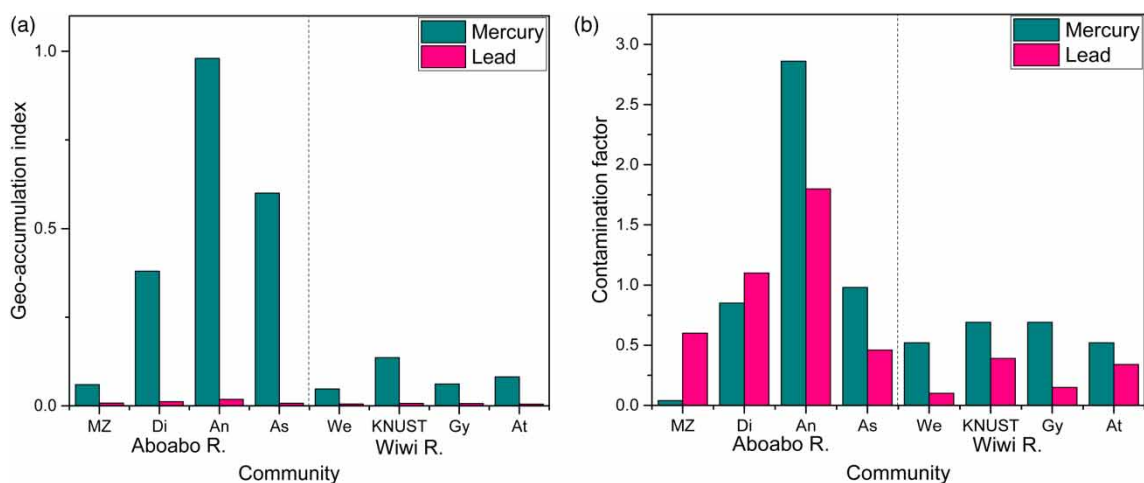 (a)
Mercury
Lead
1.0
0.5
0.0
Geo-accumulation index
MZ Di An As We KNUST Gy At
Aboabo R. Wiwi R.
Community
(b)
Mercury
Lead
3.0
2.5
2.0
1.5
1.0
0.5
0.0
Contamination factor
MZ Di An As We KNUST Gy At
Aboabo R. Wiwi R.
Community